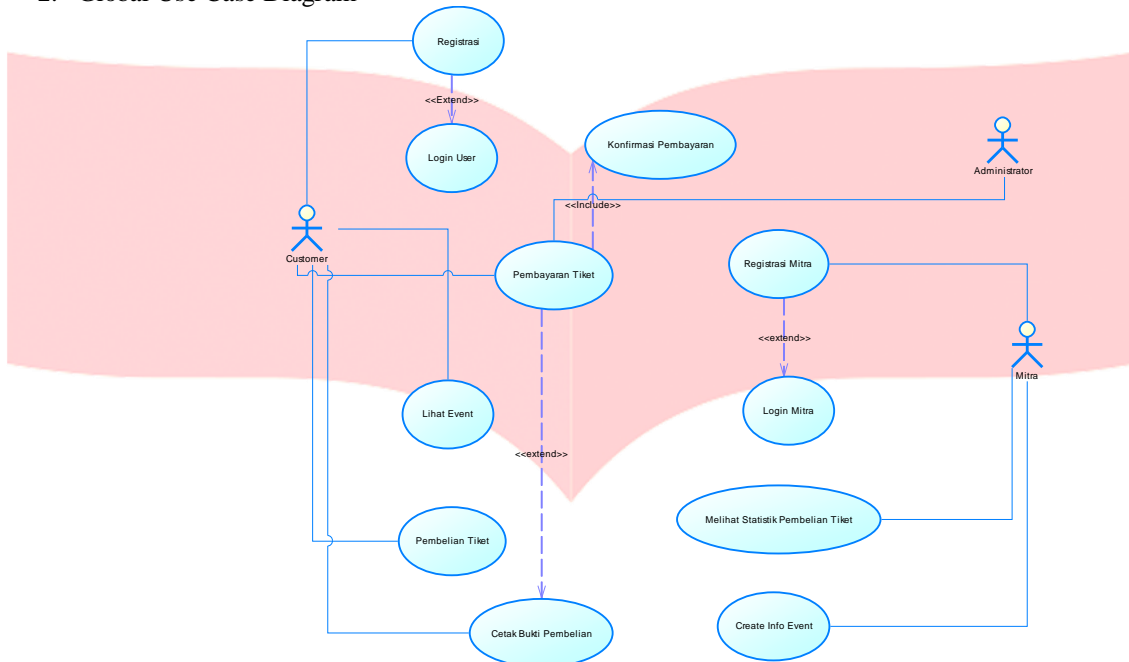 2. Global Use Case Diagram
Registrasi
<<Extend>>
Login User
Konfirmasi Pembayaran
Administrator
<<Include>>
Customer
Pembayaran Tiket
Registrasi Mitra
<<extend>>
Mitra
Login Mitra
Lihat Event
<<extend>>
Melihat Statistik Pembelian Tiket
Pembelian Tiket
Cetak Bukti Pembelian
Create Info Event